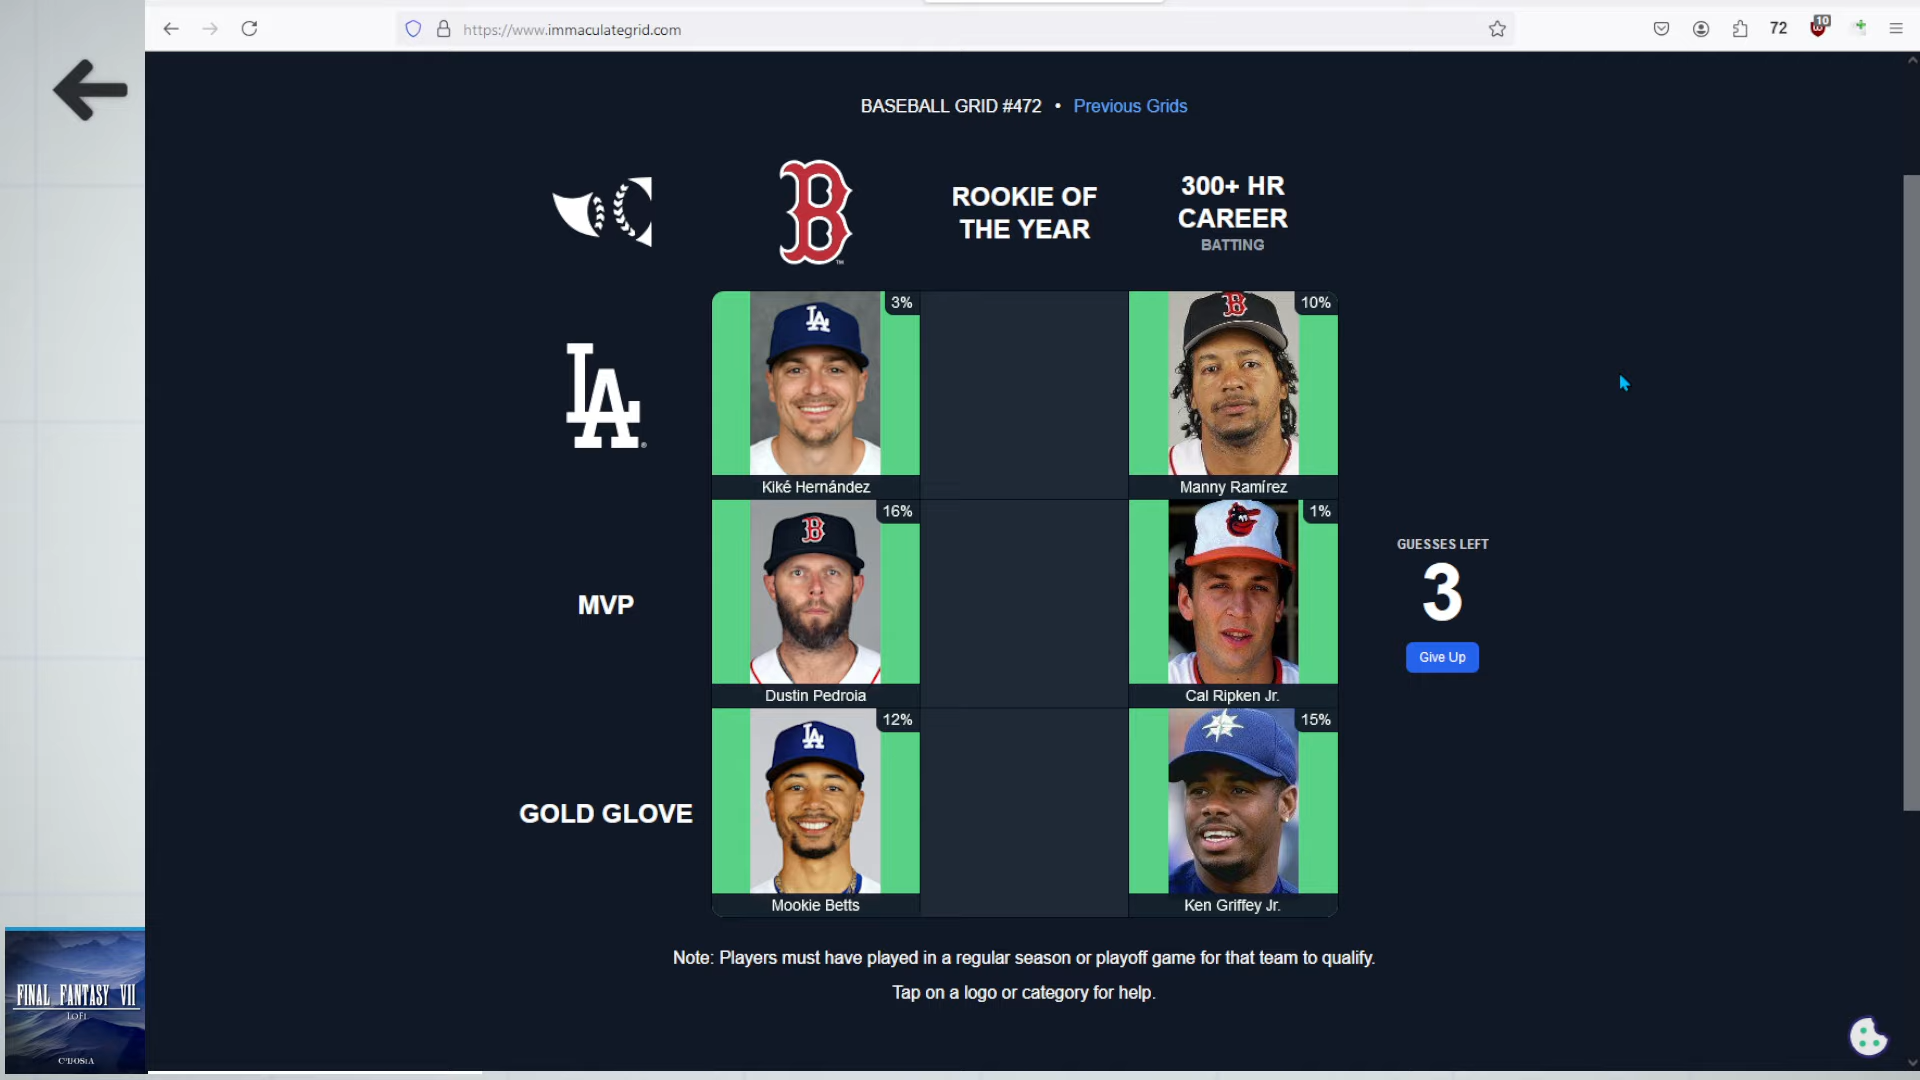 https://www.immaculategrid.com
72
10
BASEBALL GRID #472 • Previous Grids
B
TM
ROOKIE OF
THE YEAR
300+ HR
CAREER
BATTING
LA
3%
10%
Kiké Hernández
Manny Ramírez
MVP
16%
1%
Dustin Pedroia
Cal Ripken Jr.
GUESSES LEFT
3
Give Up
GOLD GLOVE
12%
15%
Mookie Betts
Ken Griffey Jr.
Note: Players must have played in a regular season or playoff game for that team to qualify.
Tap on a logo or category for help.
FINAL FANTASY VII
LOFI